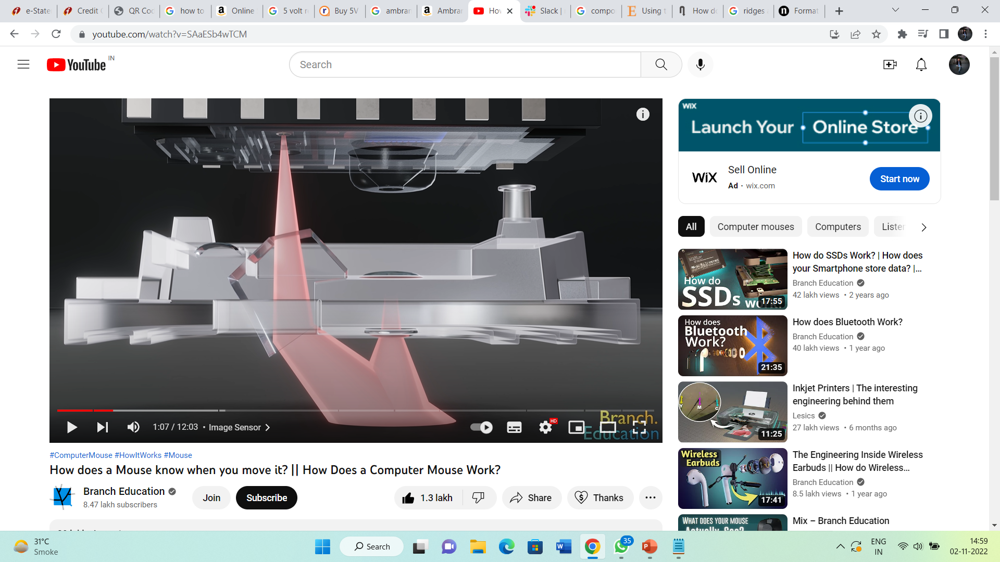 e-State
Credit C
QR Coc
how to
Online
5 volt re
Buy 5V
ambran
Ambrar
How
Slack |
compo
Using t
How do
ridges
Format
youtube.com/watch?v=SAaESb4wTCM
YouTube IN
Search
WIX
Launch Your Online Store
WIX
Sell Online
Ad · wix.com
Start now
All
Computer mouses
Computers
Lister
How do
SSDs
17:55
How do SSDs Work? | How does
your Smartphone store data? |...
Branch Education
42 lakh views • 2 years ago
How does
Bluetooth
Work?
21:35
How does Bluetooth Work?
Branch Education
40 lakh views • 1 year ago
Y M C
11:25
Inkjet Printers | The interesting
engineering behind them
Lesics
27 lakh views • 6 months ago
Wireless
Earbuds
17:41
The Engineering Inside Wireless
Earbuds || How do Wireless...
Branch Education
8.5 lakh views • 1 year ago
WHAT DOES YOUR MOUSE
Actually See?
Mix – Branch Education
Branch.
Education
1:07 / 12:03 • Image Sensor
HD
#ComputerMouse #HowItWorks #Mouse
How does a Mouse know when you move it? || How Does a Computer Mouse Work?
Branch Education
8.47 lakh subscribers
Join
Subscribe
1.3 lakh
Share
Thanks
31°C
Smoke
Search
35
ENG
IN
14:59
02-11-2022